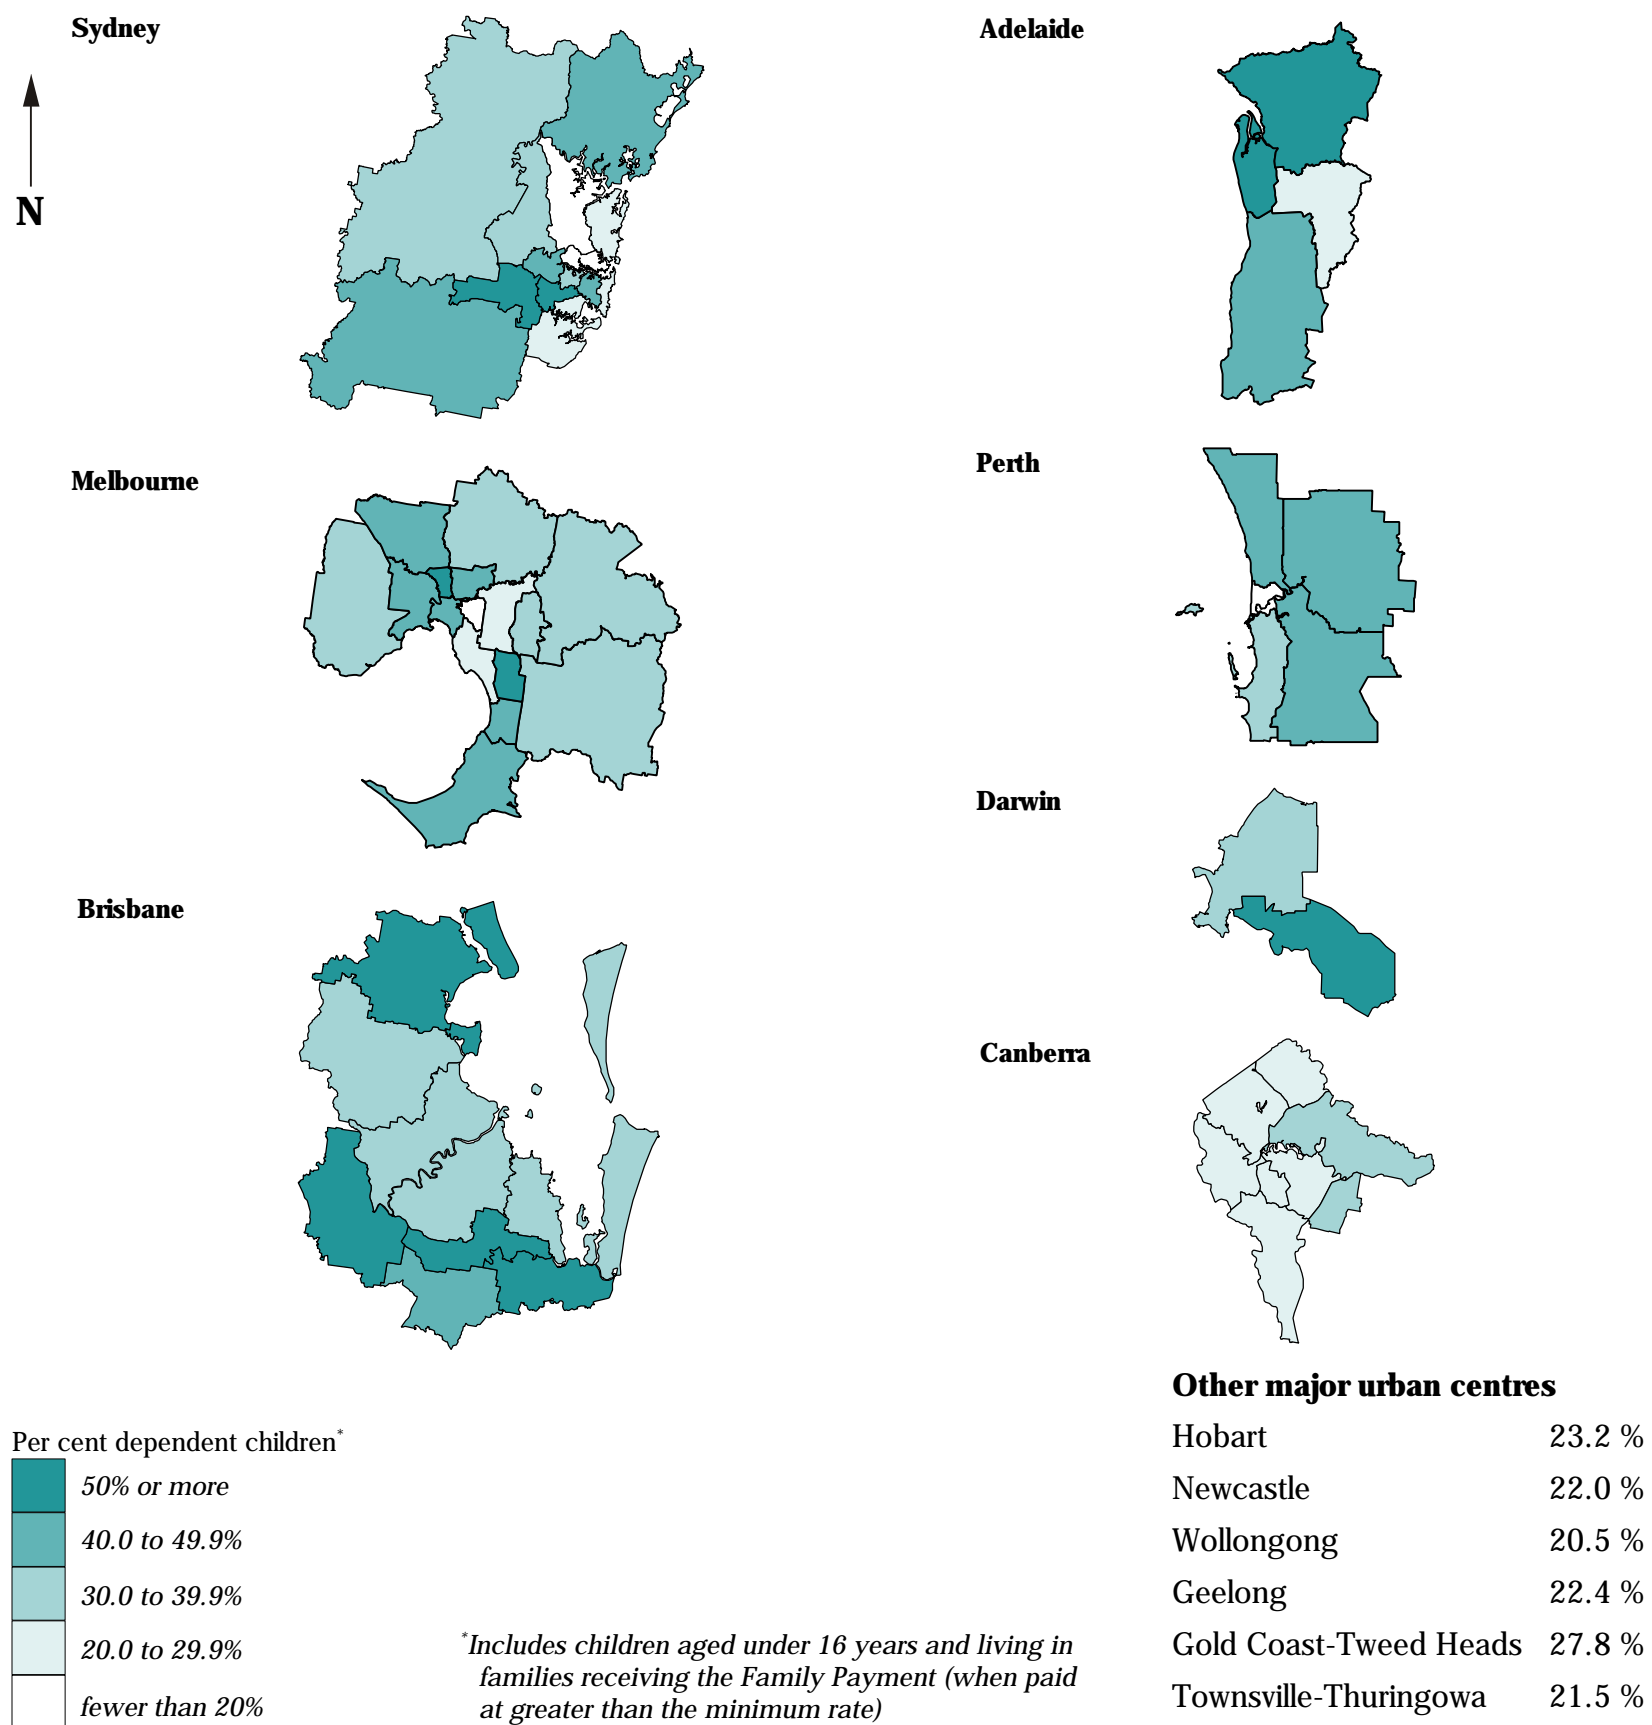 Sydney
Adelaide
N
Perth
Melbourne
Darwin
Brisbane
Canberra
Other major urban centres
Hobart 23.2 %
Newcastle 22.0 %
Wollongong 20.5 %
Geelong 22.4 %
Gold Coast-Tweed Heads 27.8 %
Townsville-Thuringowa 21.5 %
Per cent dependent children*
50% or more
40.0 to 49.9%
30.0 to 39.9%
20.0 to 29.9%
fewer than 20%
*Includes children aged under 16 years and living in
families receiving the Family Payment (when paid
at greater than the minimum rate)